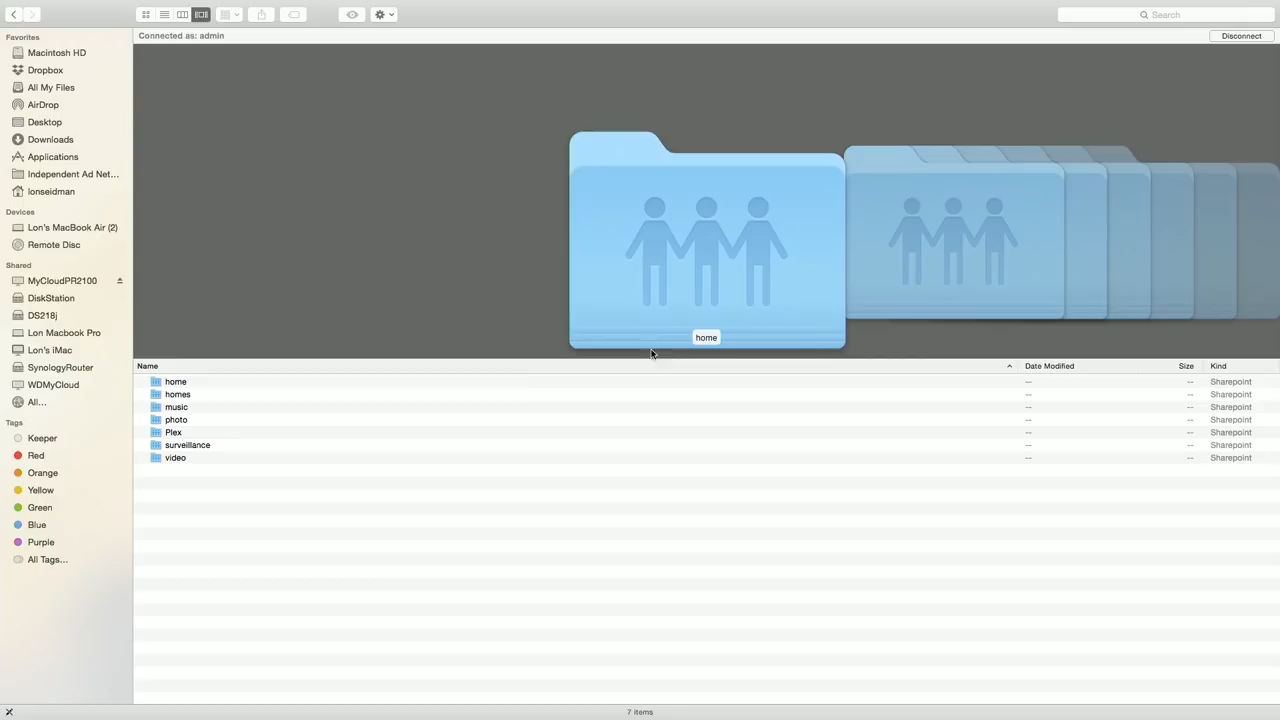 Search
Favorites
Connected as: admin
Disconnect
Macintosh HD
Dropbox
All My Files
AirDrop
Desktop
Downloads
Applications
Independent Ad Net...
lonseidman
Devices
Lon's MacBook Air (2)
Remote Disc
Shared
MyCloudPR2100
DiskStation
DS218j
Lon Macbook Pro
Lon's iMac
SynologyRouter
WDMyCloud
All...
Tags
Keeper
Red
Orange
Yellow
Green
Blue
Purple
All Tags...
home
Name Date Modified Size Kind
home -- -- Sharepoint
homes -- -- Sharepoint
music -- -- Sharepoint
photo -- -- Sharepoint
Plex -- -- Sharepoint
surveillance -- -- Sharepoint
video -- -- Sharepoint
7 items